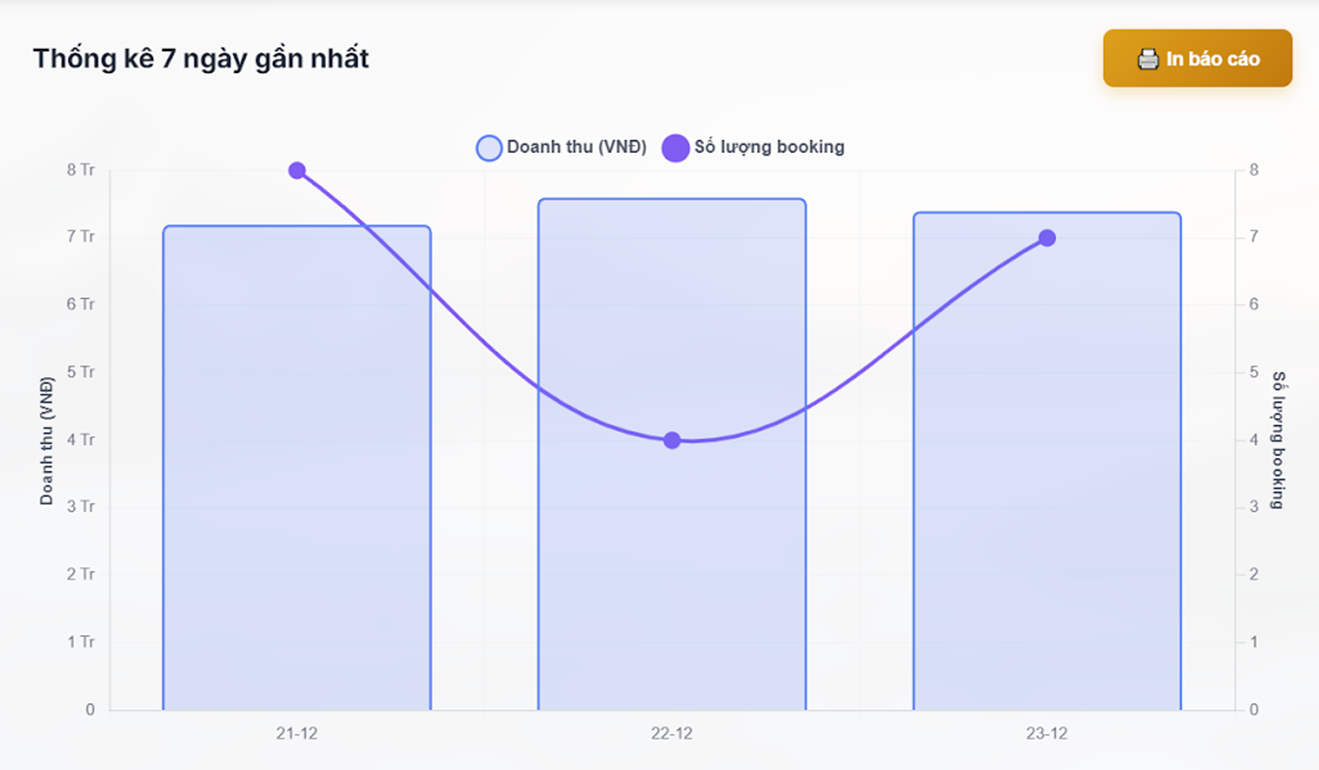 Thống kê 7 ngày gần nhất
🖨️ In báo cáo
Doanh thu (VNĐ)
Số lượng booking
8 Tr
7 Tr
6 Tr
5 Tr
4 Tr
3 Tr
2 Tr
1 Tr
0
Doanh thu (VNĐ)
8
7
6
5
4
3
2
1
0
Số lượng booking
21-12
22-12
23-12